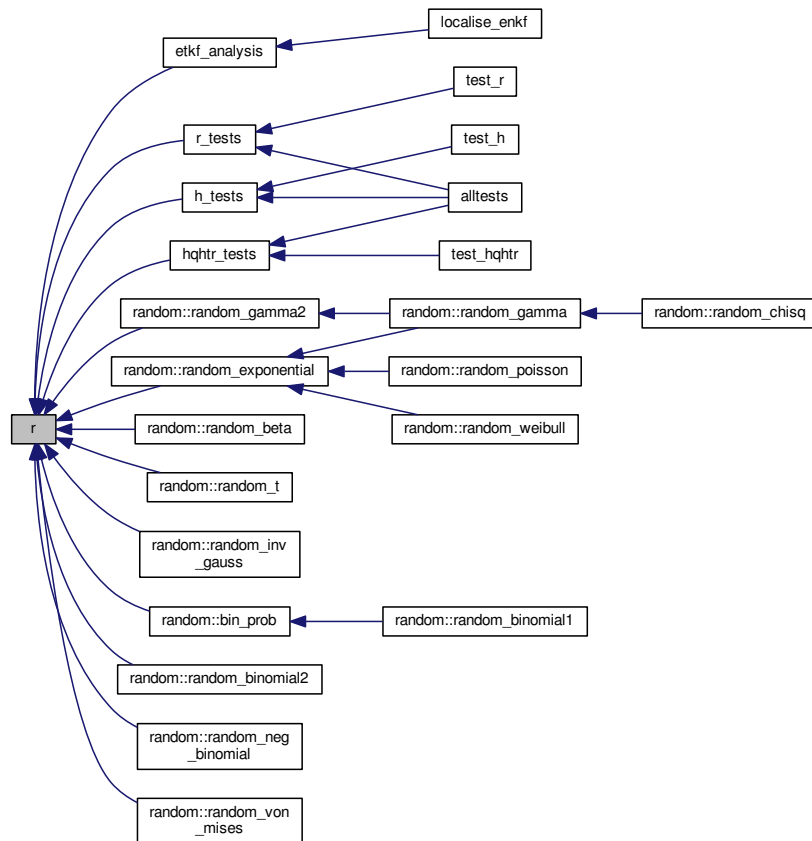 localise_enkf
etkf_analysis
test_r
r_tests
test_h
h_tests
alltests
hqhtr_tests
test_hqhtr
random::random_gamma2
random::random_gamma
random::random_chisq
random::random_exponential
random::random_poisson
r
random::random_beta
random::random_weibull
random::random_t
random::random_inv
_gauss
random::bin_prob
random::random_binomial1
random::random_binomial2
random::random_neg
_binomial
random::random_von
_mises